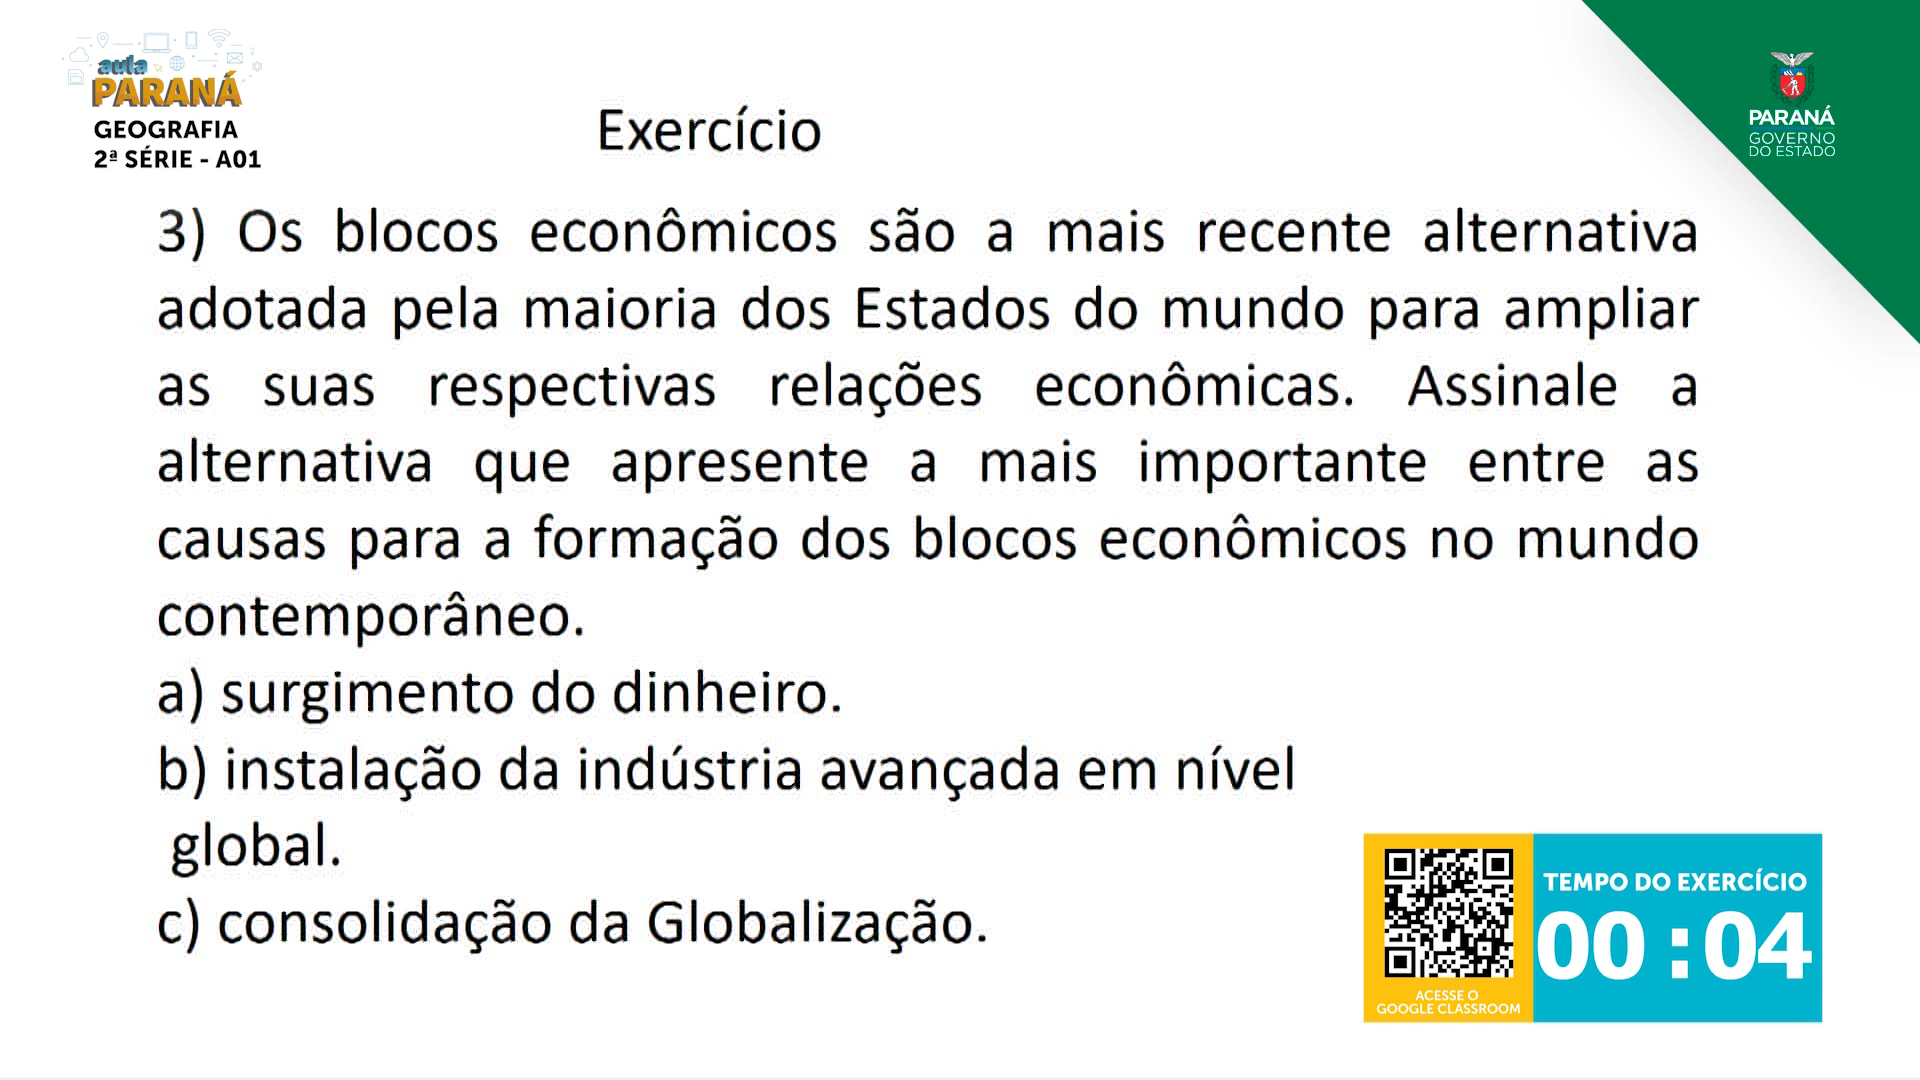 aula
PARANÁ
GEOGRAFIA
2ª SÉRIE - A01
PARANÁ
GOVERNO
DO ESTADO
Exercício
3) Os blocos econômicos são a mais recente alternativa
adotada pela maioria dos Estados do mundo para ampliar
as suas respectivas relações econômicas. Assinale a
alternativa que apresente a mais importante entre as
causas para a formação dos blocos econômicos no mundo
contemporâneo.
a) surgimento do dinheiro.
b) instalação da indústria avançada em nível
global.
c) consolidação da Globalização.
ACESSE O
GOOGLE CLASSROOM
TEMPO DO EXERCÍCIO
00:04